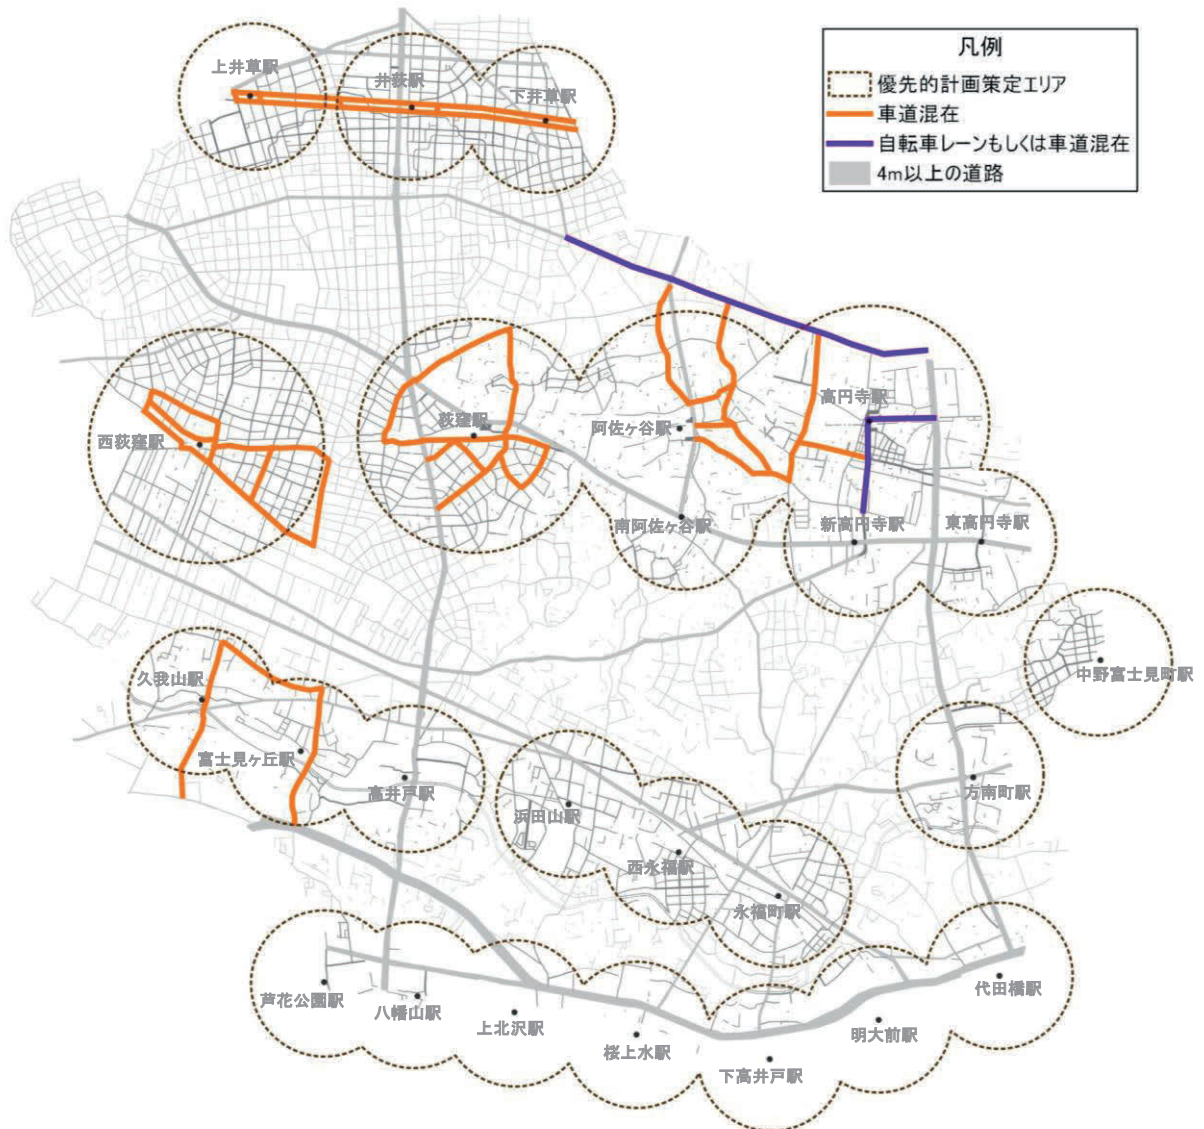 凡例
優先的計画策定エリア
車道混在
自転車レーンもしくは車道混在
4m以上の道路
上井草駅
井荻駅
下井草駅
西荻窪駅
荻窪駅
阿佐ヶ谷駅
高円寺駅
南阿佐ヶ谷駅
新高円寺駅
東高円寺駅
中野富士見町駅
久我山駅
富士見ヶ丘駅
高井戸駅
浜田山駅
西永福駅
永福町駅
方南町駅
芦花公園駅
八幡山駅
上北沢駅
桜上水駅
下高井戸駅
明大前駅
代田橋駅